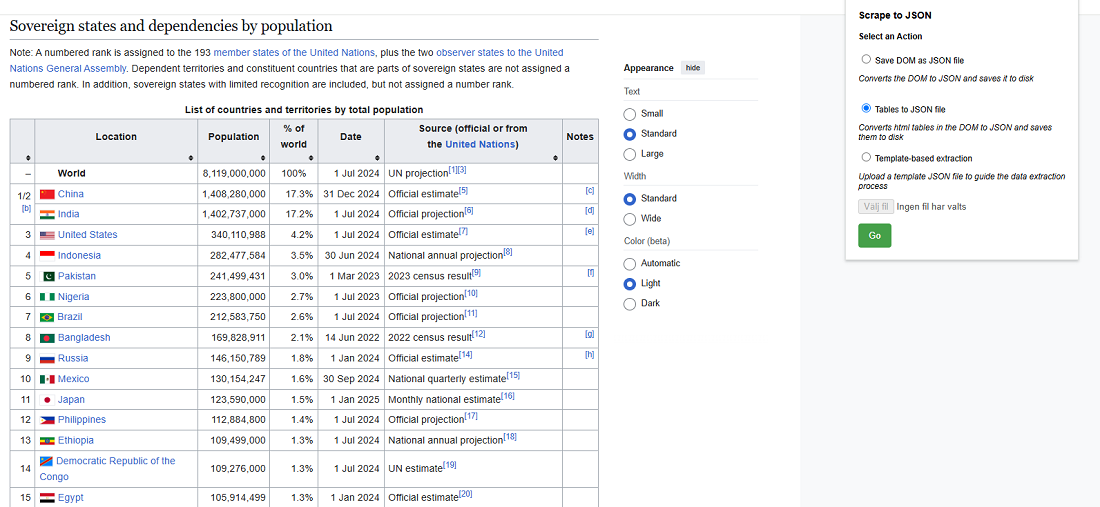 Sovereign states and dependencies by population
Note: A numbered rank is assigned to the 193 member states of the United Nations, plus the two observer states to the United
Nations General Assembly. Dependent territories and constituent countries that are parts of sovereign states are not assigned a
numbered rank. In addition, sovereign states with limited recognition are included, but not assigned a number rank.
List of countries and territories by total population
Location Population % of world Date Source (official or from the United Nations) Notes
– World 8,119,000,000 100% 1 Jul 2024 UN projection[1][3]
1/2 [b] China 1,408,280,000 17.3% 31 Dec 2024 Official estimate[5] [c]
India 1,402,737,000 17.2% 1 Jul 2024 Official projection[6] [d]
3 United States 340,110,988 4.2% 1 Jul 2024 Official estimate[7] [e]
4 Indonesia 282,477,584 3.5% 30 Jun 2024 National annual projection[8]
5 Pakistan 241,499,431 3.0% 1 Mar 2023 2023 census result[9] [f]
6 Nigeria 223,800,000 2.7% 1 Jul 2023 Official projection[10]
7 Brazil 212,583,750 2.6% 1 Jul 2024 Official projection[11]
8 Bangladesh 169,828,911 2.1% 14 Jun 2022 2022 census result[12] [g]
9 Russia 146,150,789 1.8% 1 Jan 2024 Official estimate[14] [h]
10 Mexico 130,154,247 1.6% 30 Sep 2024 National quarterly estimate[15]
11 Japan 123,590,000 1.5% 1 Jan 2025 Monthly national estimate[16]
12 Philippines 112,884,800 1.4% 1 Jul 2024 Official projection[17]
13 Ethiopia 109,499,000 1.3% 1 Jul 2024 National annual projection[18]
14 Democratic Republic of the Congo 109,276,000 1.3% 1 Jul 2024 UN estimate[19]
15 Egypt 105,914,499 1.3% 1 Jan 2024 Official estimate[20]
Appearance hide
Text
Small
Standard
Large
Width
Standard
Wide
Color (beta)
Automatic
Light
Dark
Scrape to JSON
Select an Action
Save DOM as JSON file
Converts the DOM to JSON and saves it to disk
Tables to JSON file
Converts html tables in the DOM to JSON and saves
them to disk
Template-based extraction
Upload a template JSON file to guide the data extraction
process
Välj fil Ingen fil har valts
Go